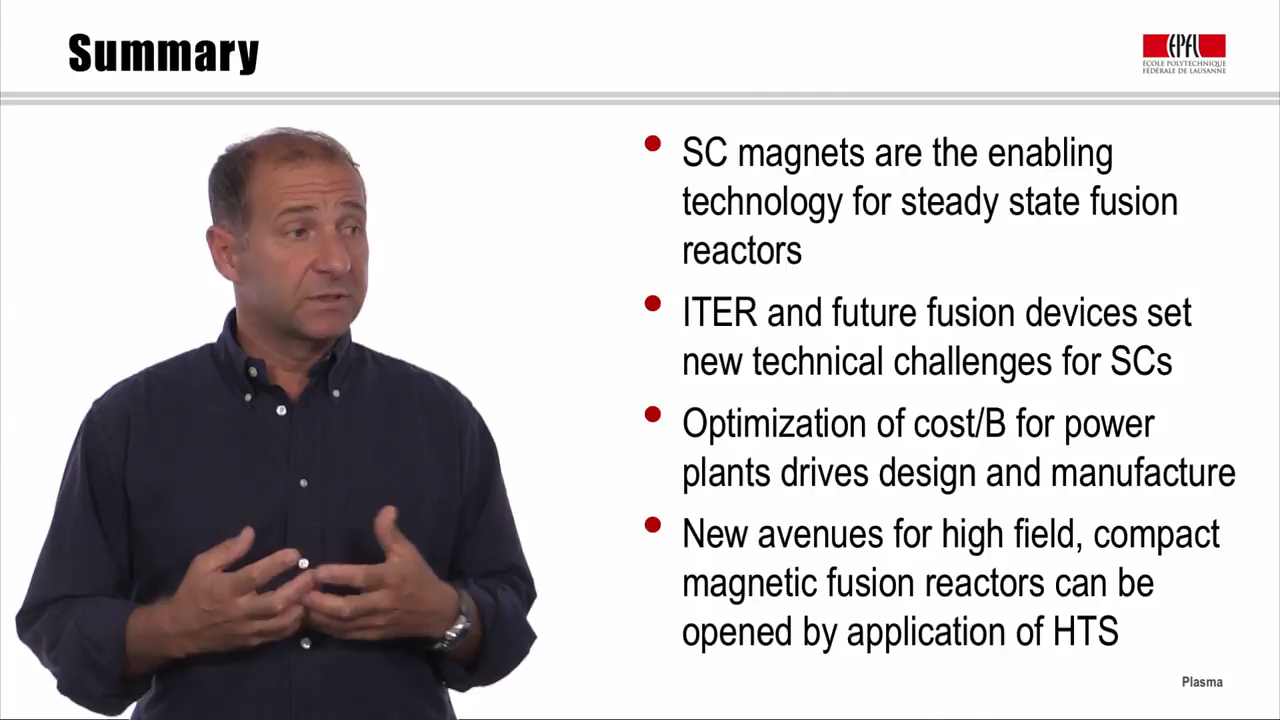 Summary
EPFL
ÉCOLE POLYTECHNIQUE
FÉDÉRALE DE LAUSANNE
SC magnets are the enabling
technology for steady state fusion
reactors
ITER and future fusion devices set
new technical challenges for SCs
Optimization of cost/B for power
plants drives design and manufacture
New avenues for high field, compact
magnetic fusion reactors can be
opened by application of HTS
Plasma